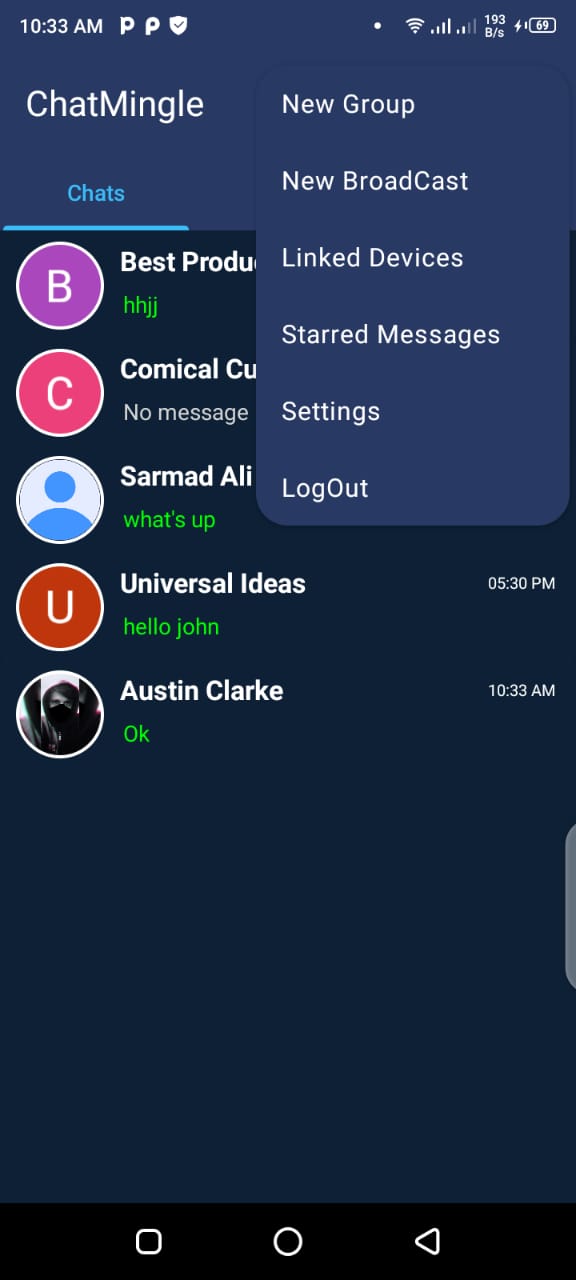 10:33 AM
193
B/s
69
ChatMingle
New Group
New BroadCast
Linked Devices
Starred Messages
Settings
LogOut
Chats
B
Best Produ
hhjj
C
Comical Cu
No message
Sarmad Ali
what's up
U
Universal Ideas
05:30 PM
hello john
Austin Clarke
10:33 AM
Ok